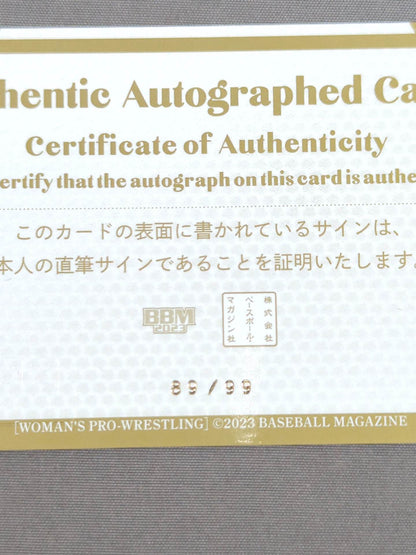 hentic Autographed Ca
Certificate of Authenticity
ertify that the autograph on this card is authe
このカードの表面に書かれているサインは、
本人の直筆サインであることを証明いたします。
BBM
2023
株式会社
ベースボール
マガジン社
89/99
[WOMAN'S PRO-WRESTLING] ©2023 BASEBALL MAGAZINE